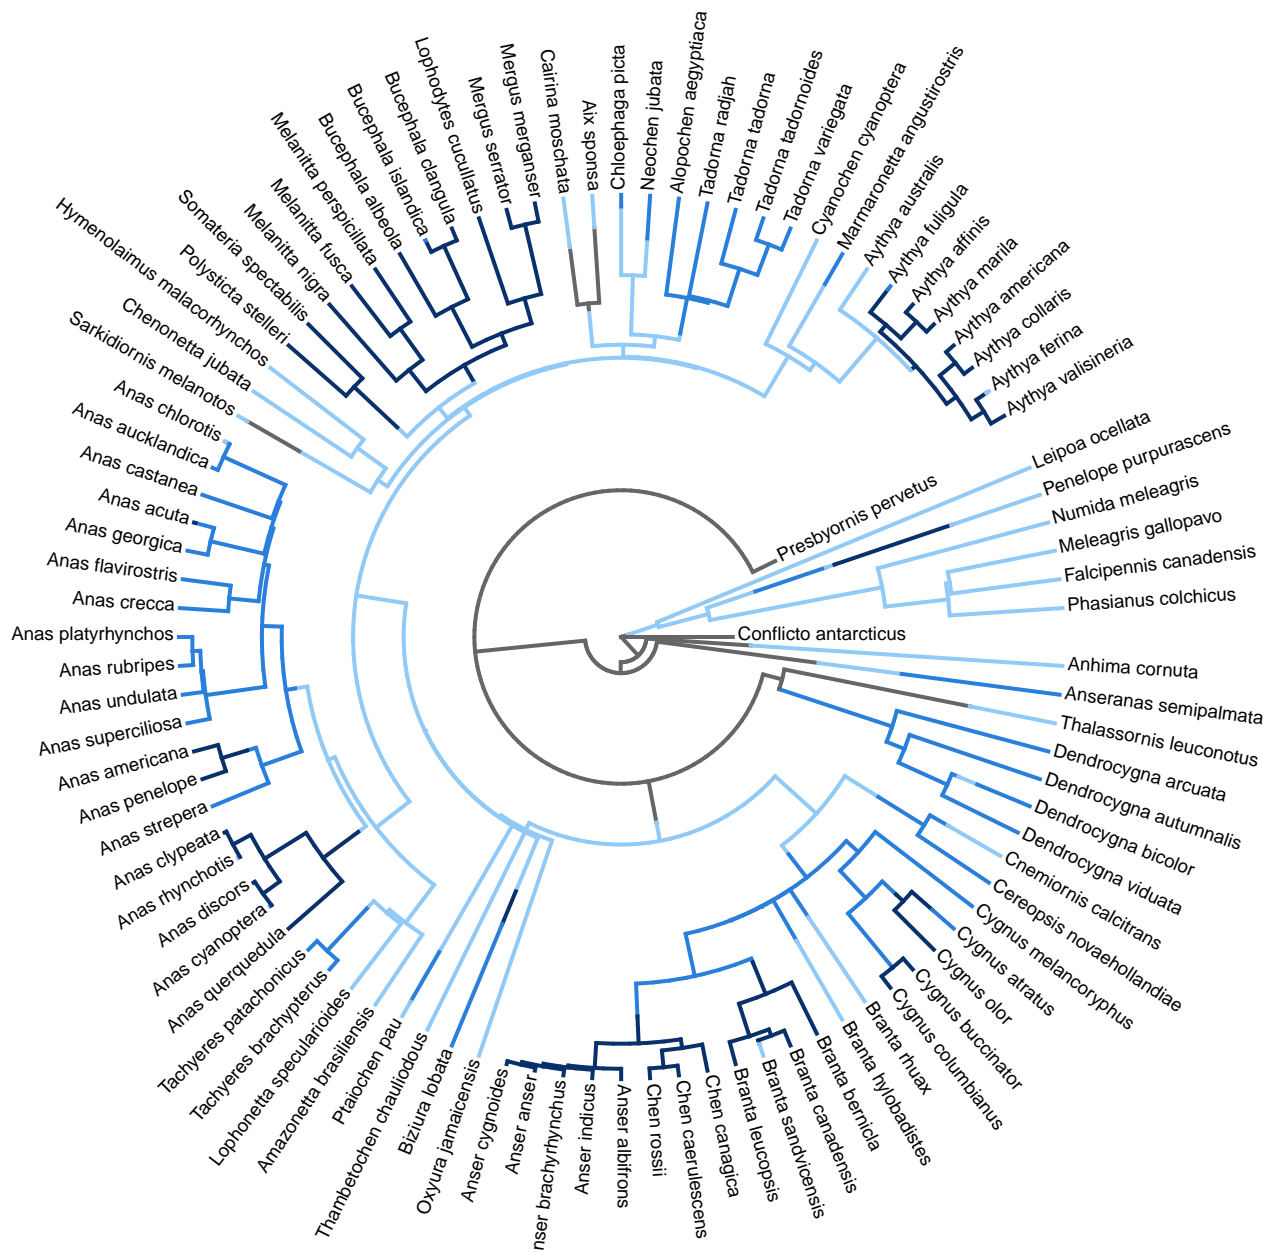 Cairina moschata
Aix sponsa
Chloephaga picta
Neochen jubata
Alopochen aegyptiaca
Tadorna radjah
Tadorna tadorna
Tadorna tadornoides
Tadorna variegata
Cyanochen cyanoptera
Marmaronetta angustirostris
Aythya australis
Aythya fuligula
Aythya affinis
Aythya marila
Aythya americana
Aythya collaris
Aythya ferina
Aythya valisineria
Leipoa ocellata
Penelope purpurascens
Presbyornis pervetus
Numida meleagris
Meleagris gallopavo
Falcipennis canadensis
Phasianus colchicus
Conflicto antarcticus
Anhima cornuta
Anseranas semipalmata
Thalassornis leuconotus
Dendrocygna arcuata
Dendrocygna autumnalis
Dendrocygna bicolor
Dendrocygna viduata
Cnemiornis calcitrans
Cereopsis novaehollandiae
Cygnus melancoryphus
Cygnus atratus
Cygnus olor
Cygnus buccinator
Cygnus columbianus
Branta rhuax
Branta hylobadistes
Branta bernicla
Branta canadensis
Branta sandvicensis
Branta leucopsis
Chen canagica
Chen caerulescens
Chen rossii
Anser albifrons
Anser indicus
nser brachyrhynchus
Anser anser
Anser cygnoides
Oxyura jamaicensis
Biziura lobata
Thambetochen chauliodous
Ptaiochen pau
Amazonetta brasiliensis
Lophonetta specularioides
Tachyeres brachypterus
Tachyeres patachonicus
Anas querquedula
Anas cyanoptera
Anas discors
Anas rhynchotis
Anas clypeata
Anas strepera
Anas penelope
Anas americana
Anas superciliosa
Anas undulata
Anas rubripes
Anas platyrhynchos
Anas crecca
Anas flavirostris
Anas georgica
Anas acuta
Anas castanea
Anas aucklandica
Anas chlorotis
Sarkidiornis melanotos
Chenonetta jubata
Hymenolaimus malacorhynchos
Polysticta stelleri
Somateria spectabilis
Melanitta nigra
Melanitta fusca
Melanitta perspicillata
Bucephala albeola
Bucephala islandica
Bucephala clangula
Lophodytes cucullatus
Mergus serrator
Mergus merganser